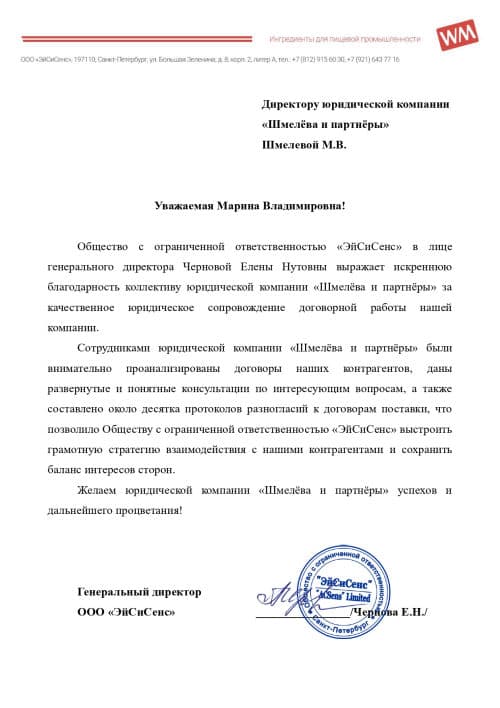 Ингредиенты для пищевой промышленности
WM
ООО «ЭйСиСенс», 197110, Санкт-Петербург, ул. Большая Зеленина, д. 8, корп. 2, литер А, тел.: +7 (812) 915 60 30, +7 (921) 643 77 16
Директору юридической компании
«Шмелёва и партнёры»
Шмелевой М.В.
Уважаемая Марина Владимировна!
Общество с ограниченной ответственностью «ЭйСиСенс» в лице
генерального директора Черновой Елены Нутовны выражает искреннюю
благодарность коллективу юридической компании «Шмелёва и партнёры» за
качественное юридическое сопровождение договорной работы нашей
компании.
Сотрудниками юридической компании «Шмелёва и партнёры» были
внимательно проанализированы договоры наших контрагентов, даны
развернутые и понятные консультации по интересующим вопросам, а также
составлено около десятка протоколов разногласий к договорам поставки, что
позволило Обществу с ограниченной ответственностью «ЭйСиСенс» выстроить
грамотную стратегию взаимодействия с нашими контрагентами и сохранить
баланс интересов сторон.
Желаем юридической компании «Шмелёва и партнёры» успехов и
дальнейшего процветания!
Общество с ограниченной ответственностью
"ЭйСиСенс"
"ACSens" Limited
Санкт-Петербург
Генеральный директор
ООО «ЭйСиСенс» /Чернова Е.Н./